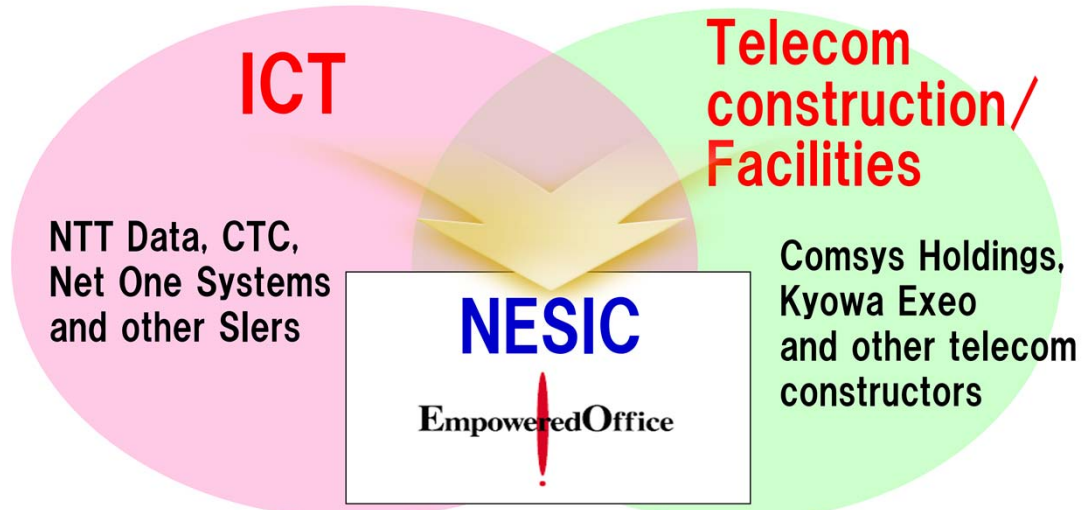 ICT
Telecom
construction/
Facilities
NTT Data, CTC,
Net One Systems
and other SIers
Comsys Holdings,
Kyowa Exeo
and other telecom
constructors
NESIC
EmpoweredOffice